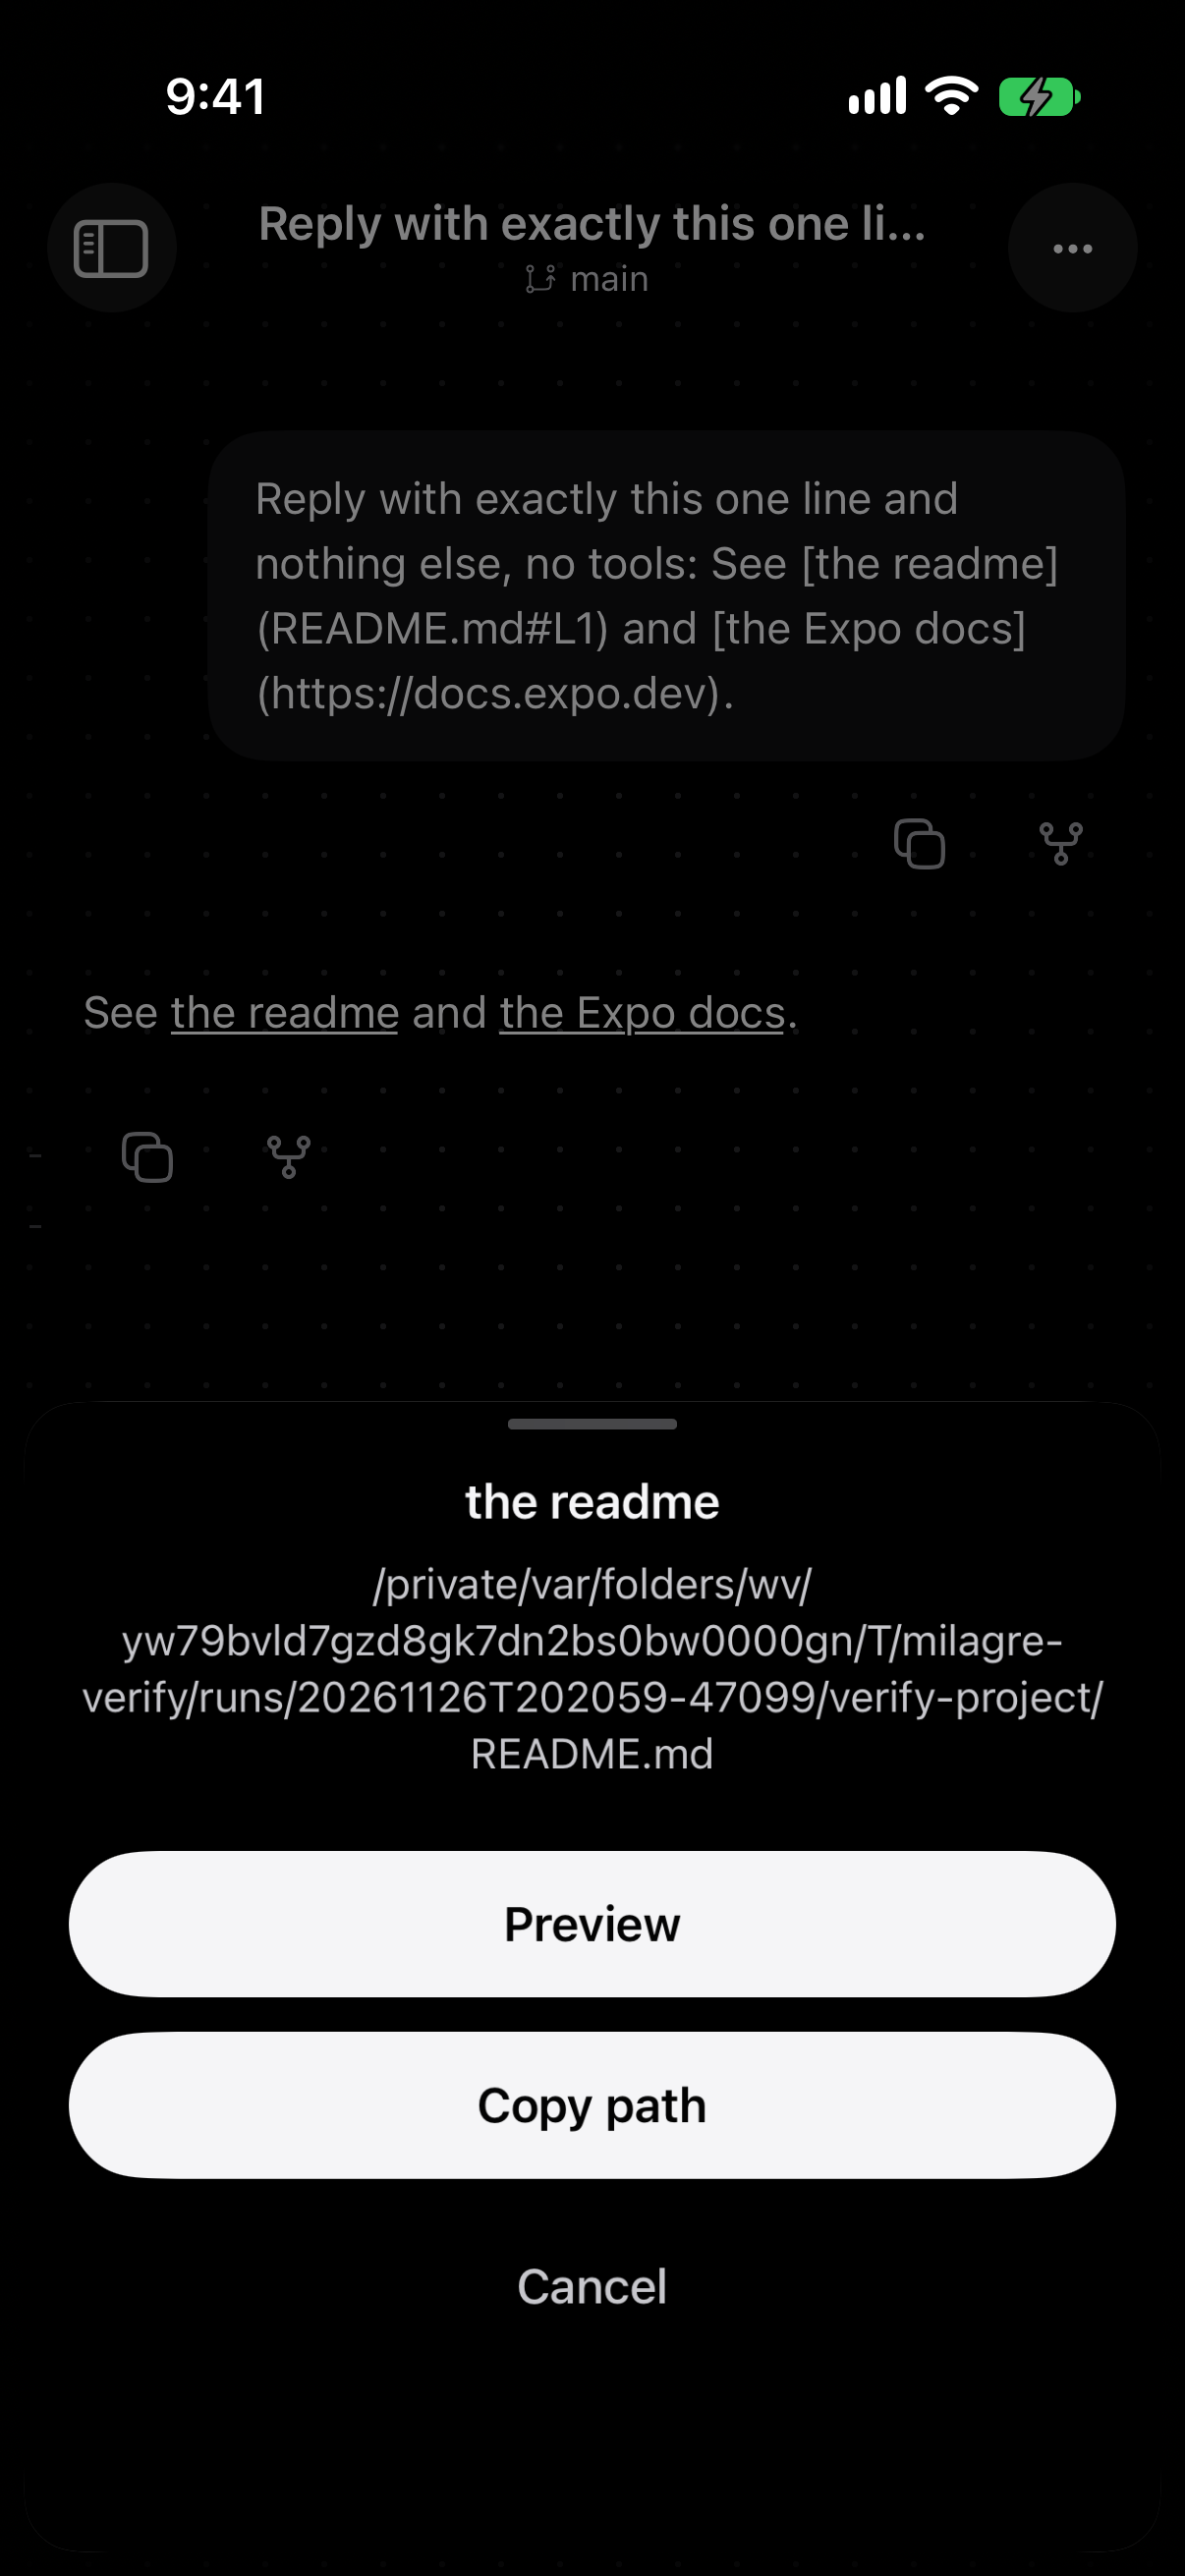 9:41
Reply with exactly this one li...
main
Reply with exactly this one line and
nothing else, no tools: See [the readme]
(README.md#L1) and [the Expo docs]
(https://docs.expo.dev).
See the readme and the Expo docs.
the readme
/private/var/folders/wv/
yw79bvld7gzd8gk7dn2bs0bw0000gn/T/milagre-
verify/runs/20261126T202059-47099/verify-project/
README.md
Preview
Copy path
Cancel